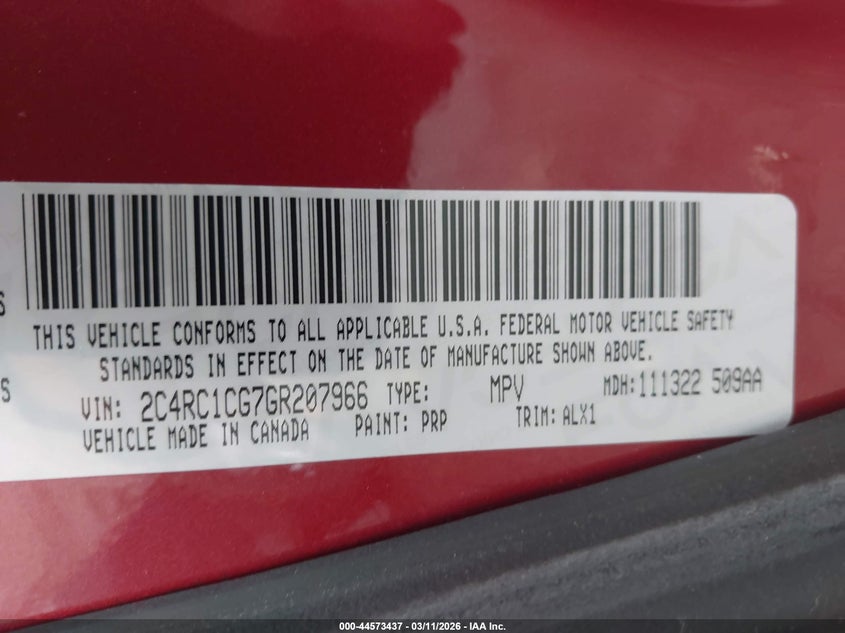 S
THIS VEHICLE CONFORMS TO ALL APPLICABLE U.S.A. FEDERAL MOTOR VEHICLE SAFETY
STANDARDS IN EFFECT ON THE DATE OF MANUFACTURE SHOWN ABOVE.
S
VIN: 2C4RC1CG7GR207966 TYPE: MPV MDH:111322 509AA
VEHICLE MADE IN CANADA PAINT: PRP TRIM: ALX1
000-44573437 - 03/11/2026 - IAA Inc.